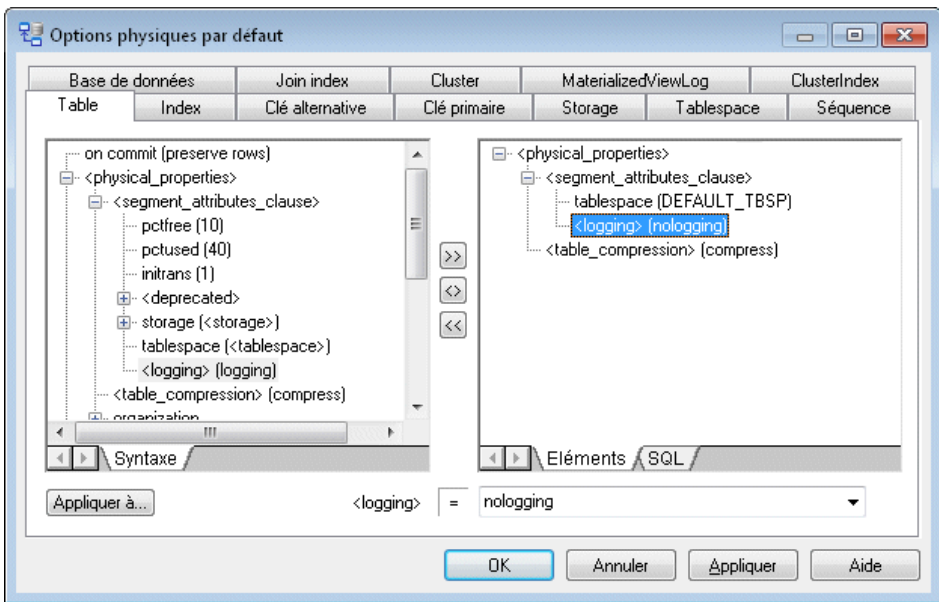 Options physiques par défaut
Base de données Join index Cluster MaterializedViewLog ClusterIndex
Table Index Clé alternative Clé primaire Storage Tablespace Séquence
on commit (preserve rows)
<physical_properties>
<segment_attributes_clause>
pctfree (10)
pctused (40)
initrans (1)
<deprecated>
storage (<storage>)
tablespace (<tablespace>)
<logging> (logging)
<table_compression> (compress)
organization
Syntaxe
>>
<>
<<
<physical_properties>
<segment_attributes_clause>
tablespace (DEFAULT_TBSP)
<logging> (nologging)
<table_compression> (compress)
Eléments SQL
Appliquer à... <logging> = nologging
OK Annuler Appliquer Aide